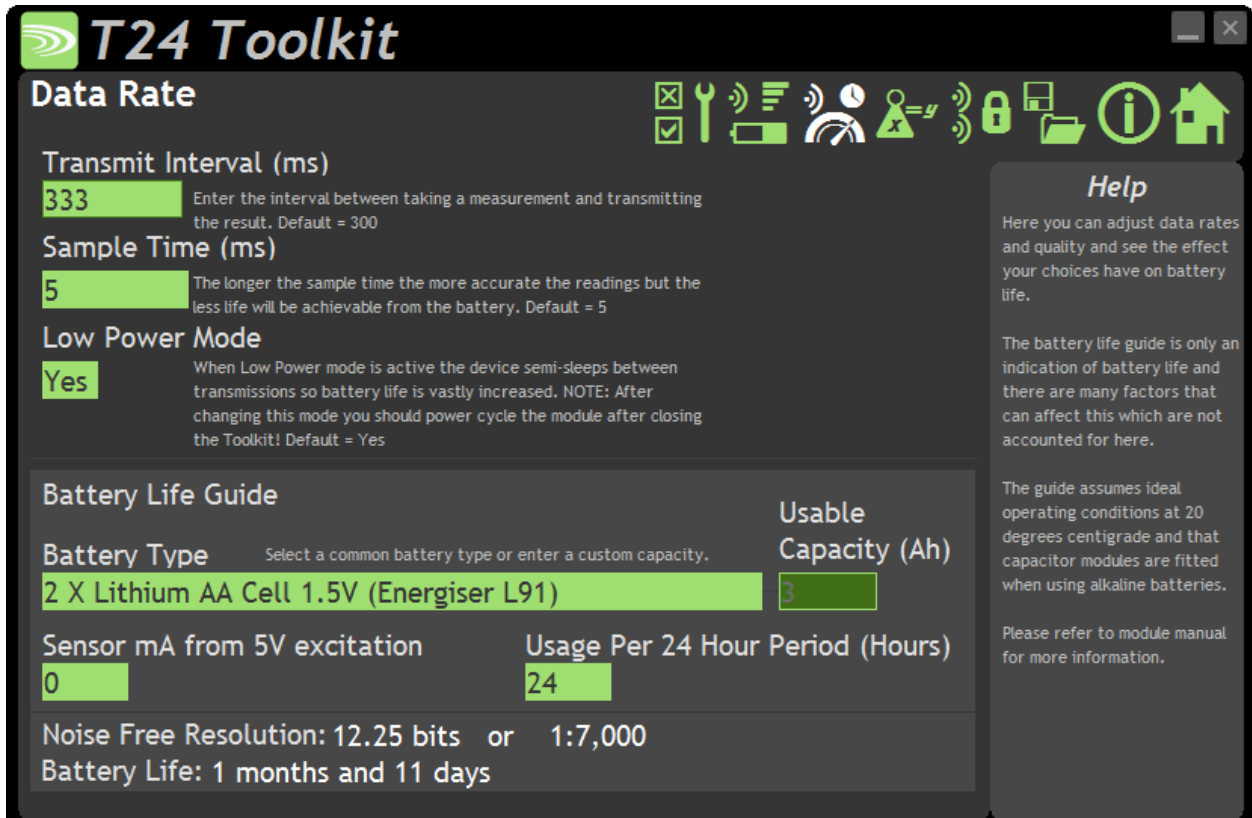 T24 Toolkit
Data Rate
Transmit Interval (ms)
333
Enter the interval between taking a measurement and transmitting
the result. Default = 300
Sample Time (ms)
5
The longer the sample time the more accurate the readings but the
less life will be achievable from the battery. Default = 5
Low Power Mode
Yes
When Low Power mode is active the device semi-sleeps between
transmissions so battery life is vastly increased. NOTE: After
changing this mode you should power cycle the module after closing
the Toolkit! Default = Yes
Battery Life Guide
Battery Type
Select a common battery type or enter a custom capacity.
Usable
Capacity (Ah)
2 X Lithium AA Cell 1.5V (Energiser L91)
3
Sensor mA from 5V excitation
0
Usage Per 24 Hour Period (Hours)
24
Noise Free Resolution: 12.25 bits or 1:7,000
Battery Life: 1 months and 11 days
x=y
Help
Here you can adjust data rates
and quality and see the effect
your choices have on battery
life.
The battery life guide is only an
indication of battery life and
there are many factors that
can affect this which are not
accounted for here.
The guide assumes ideal
operating conditions at 20
degrees centigrade and that
capacitor modules are fitted
when using alkaline batteries.
Please refer to module manual
for more information.